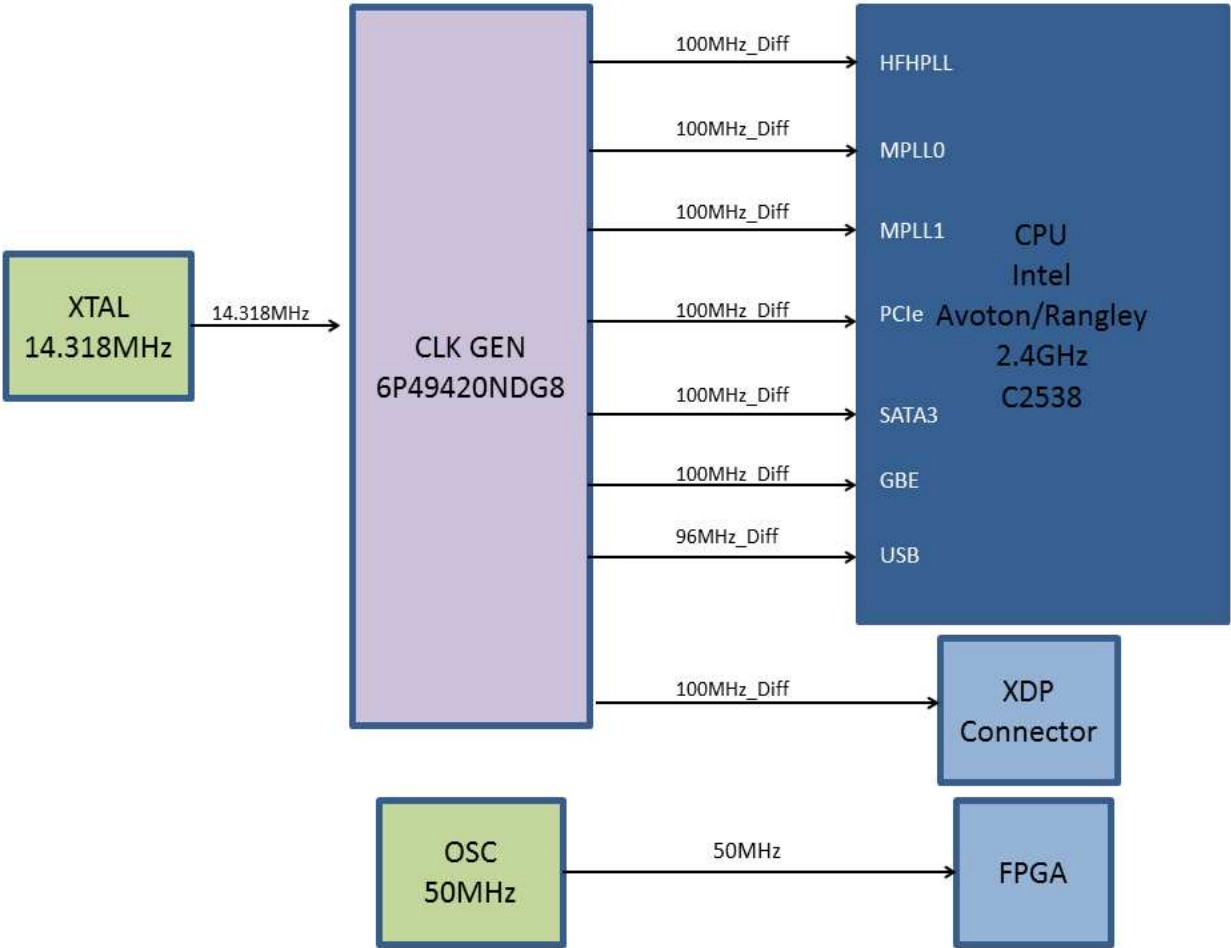 XTAL
14.318MHz
14.318MHz
CLK GEN
6P49420NDG8
100MHz_Diff
HFHPLL
100MHz_Diff
MPLL0
100MHz_Diff
MPLL1
100MHz_Diff
PCIe
100MHz_Diff
SATA3
100MHz_Diff
GBE
96MHz_Diff
USB
CPU
Intel
Avoton/Rangley
2.4GHz
C2538
100MHz_Diff
XDP
Connector
OSC
50MHz
50MHz
FPGA